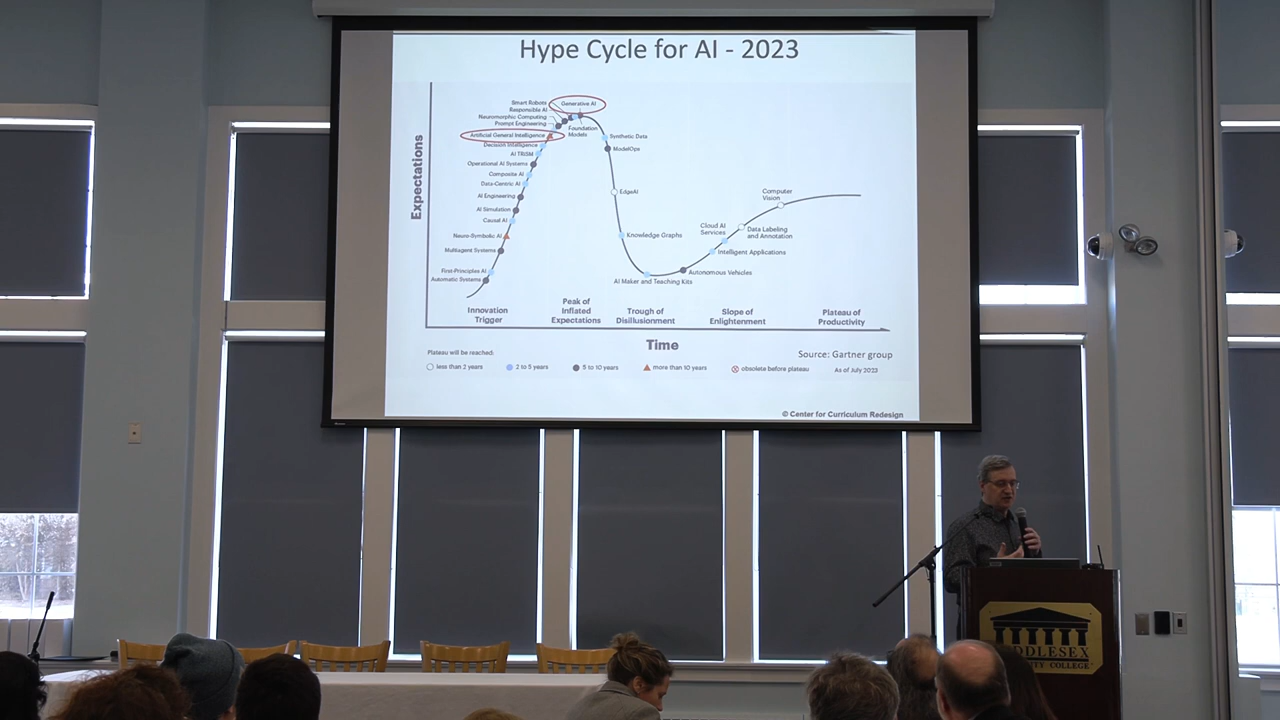 Hype Cycle for AI - 2023
Expectations
Smart Robots
Responsible AI
Neuromorphic Computing
Prompt Engineering
Artificial General Intelligence
Decision Intelligence
AI TRiSM
Operational AI Systems
Composite AI
Data-Centric AI
AI Engineering
AI Simulation
Causal AI
Neuro-Symbolic AI
Multiagent Systems
First-Principles AI
Automatic Systems
Generative AI
Foundation
Models
Synthetic Data
ModelOps
EdgeAI
Knowledge Graphs
AI Maker and Teaching Kits
Autonomous Vehicles
Intelligent Applications
Cloud AI
Services
Data Labeling
and Annotation
Computer
Vision
Innovation
Trigger
Peak of
Inflated
Expectations
Trough of
Disillusionment
Slope of
Enlightenment
Plateau of
Productivity
Time
Plateau will be reached:
less than 2 years
2 to 5 years
5 to 10 years
more than 10 years
obsolete before plateau
Source: Gartner group
As of July 2023
© Center for Curriculum Redesign
DDLESEX
TY COLLEGE